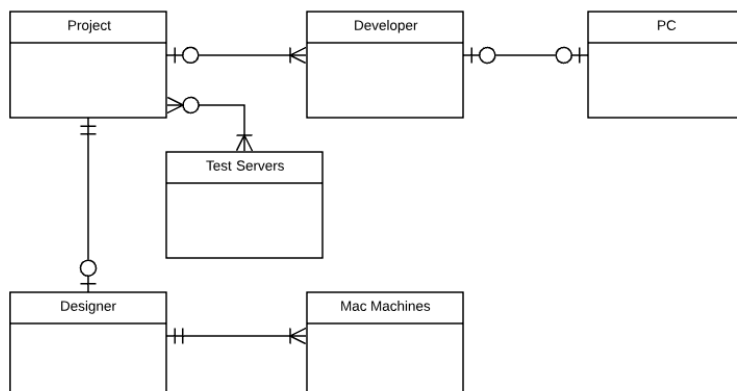 Project
Developer
PC
Test Servers
Designer
Mac Machines